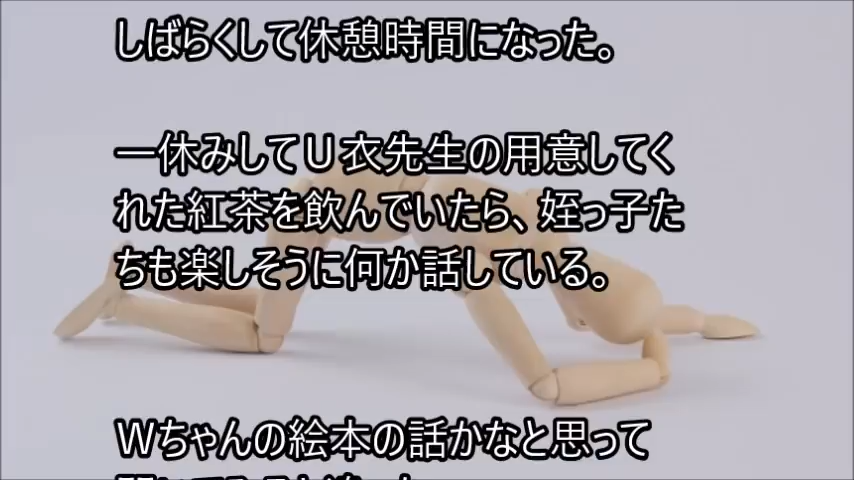 しばらくして休憩時間になった。
一休みしてＵ衣先生の用意してく
れた紅茶を飲んでいたら、姪っ子た
ちも楽しそうに何か話している。
Ｗちゃんの絵本の話かなと思って